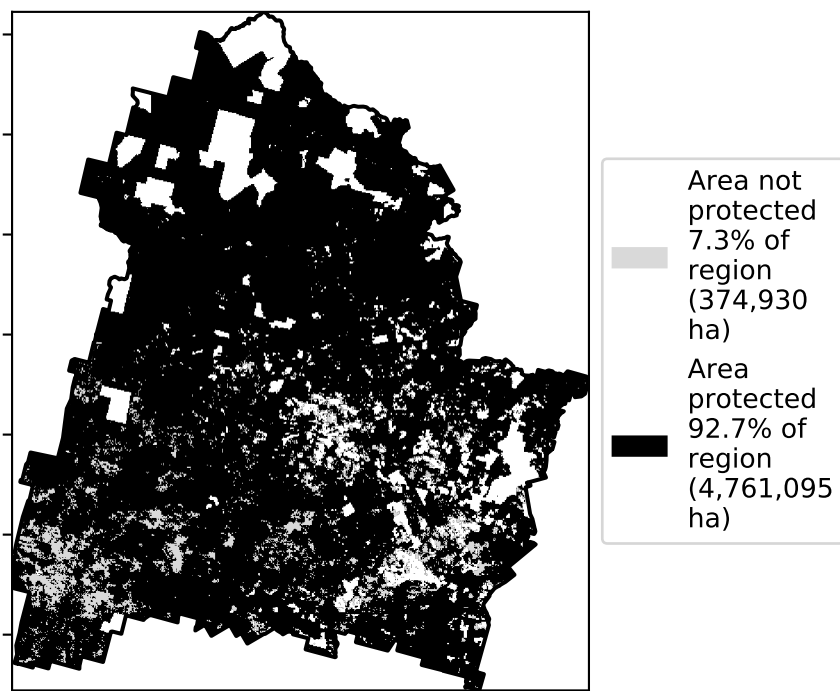 Area not
protected
7.3% of
region
(374,930
ha)
Area
protected
92.7% of
region
(4,761,095
ha)